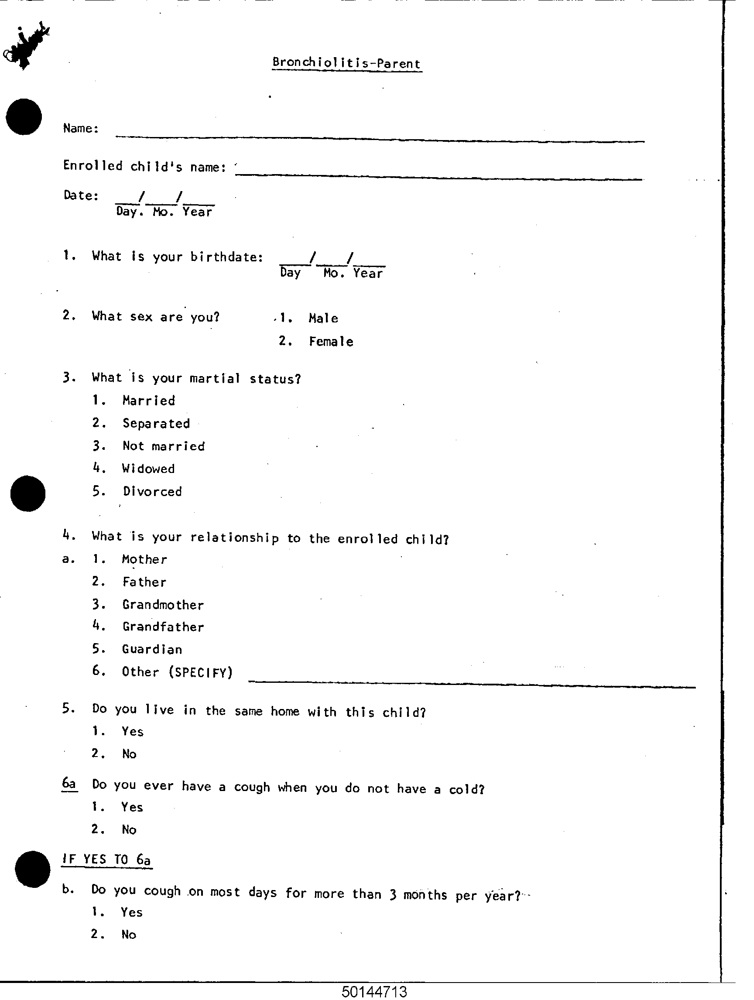 Bronchiolitis-Parent
Name:
Enrolled child's name:
Date: __/__/__
Day. Mo. Year
1. What is your birthdate: __/__/__
Day Mo. Year
2. What sex are you? 1. Male
2. Female
3. What is your martial status?
1. Married
2. Separated
3. Not married
4. Widowed
5. Divorced
4. What is your relationship to the enrolled child?
a. 1. Mother
2. Father
3. Grandmother
4. Grandfather
5. Guardian
6. Other (SPECIFY)
5. Do you live in the same home with this child?
1. Yes
2. No
6a Do you ever have a cough when you do not have a cold?
1. Yes
2. No
IF YES TO 6a
b. Do you cough on most days for more than 3 months per year?
1. Yes
2. No
50144713